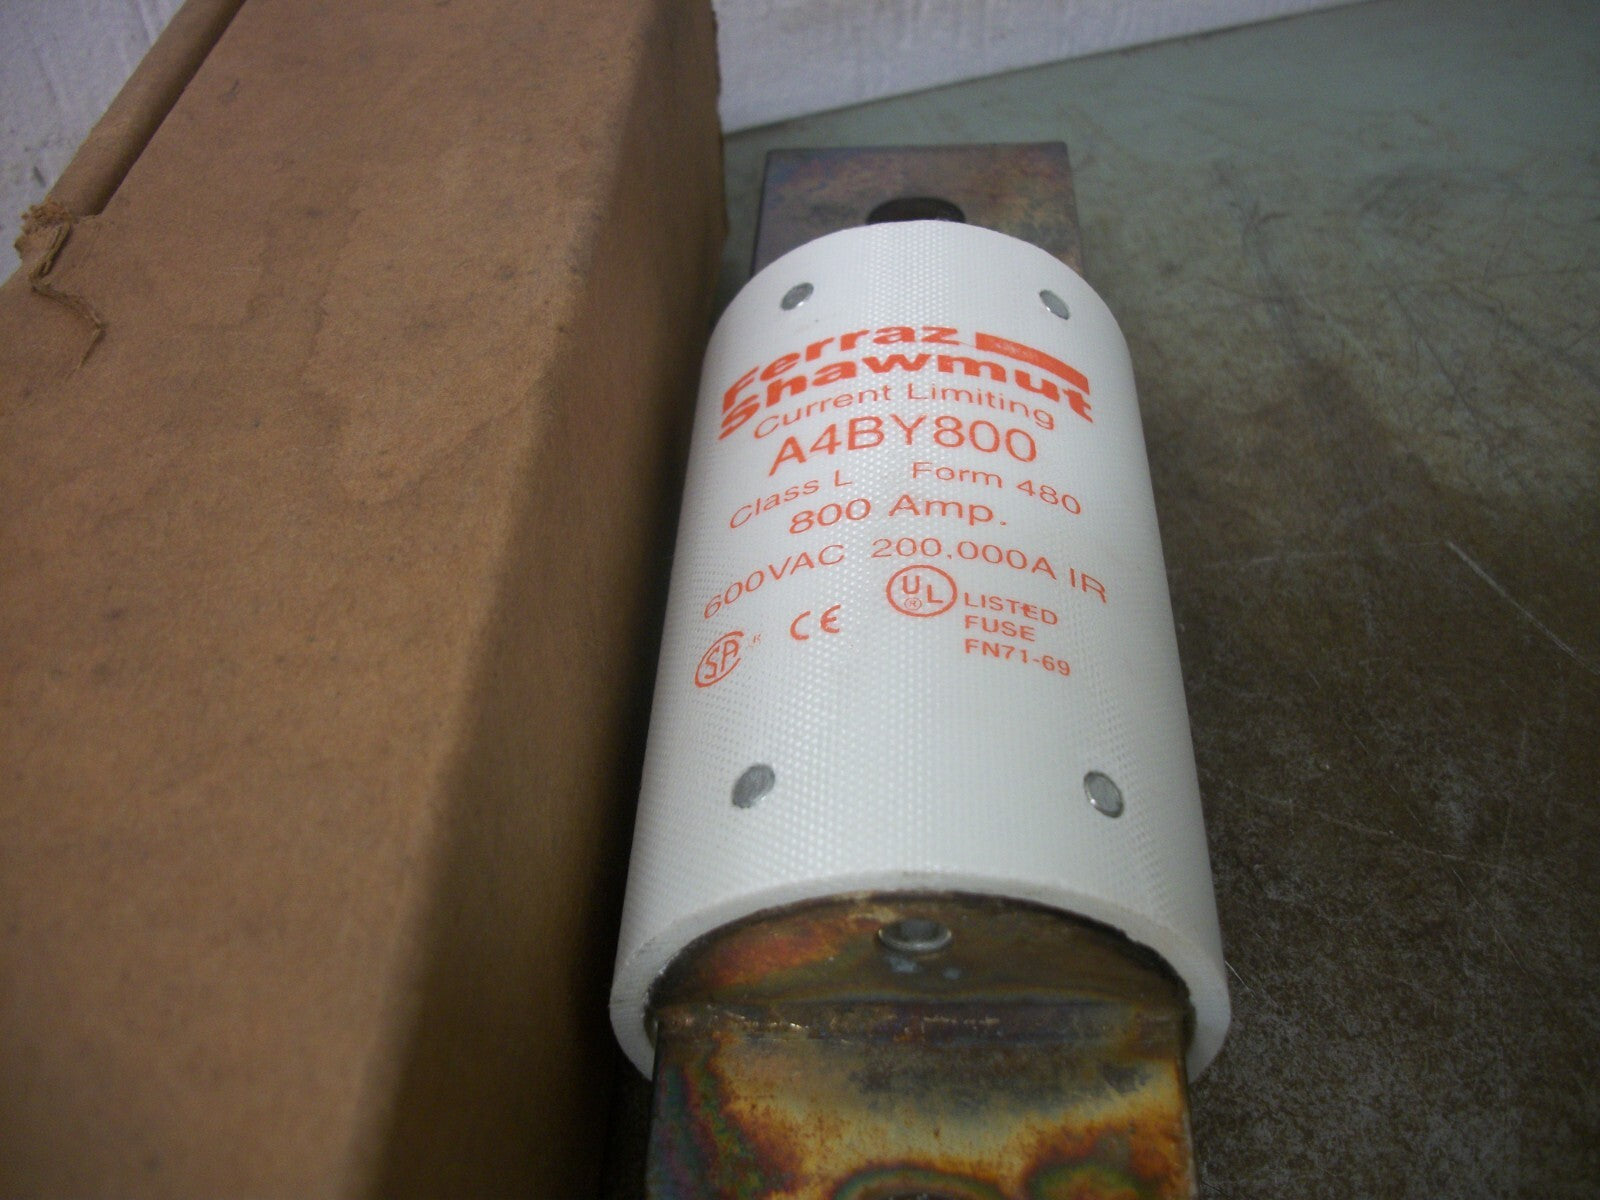 Ferraz
Shawmut
Current Limiting
A4BY800
Class L Form 480
800 Amp.
600VAC 200,000A IR
SA ® CE UL ® LISTED
FUSE
FN71-69